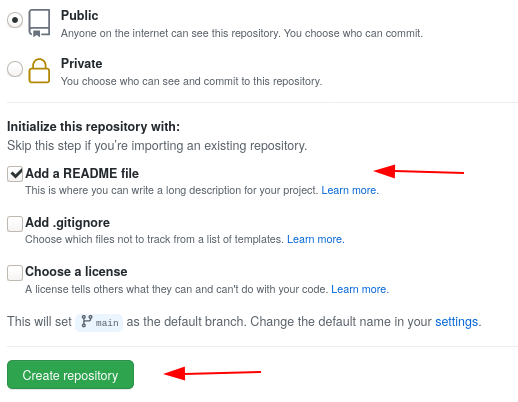 Public
Anyone on the internet can see this repository. You choose who can commit.
Private
You choose who can see and commit to this repository.
Initialize this repository with:
Skip this step if you’re importing an existing repository.
Add a README file
This is where you can write a long description for your project. Learn more.
Add .gitignore
Choose which files not to track from a list of templates. Learn more.
Choose a license
A license tells others what they can and can't do with your code. Learn more.
This will set main as the default branch. Change the default name in your settings.
Create repository